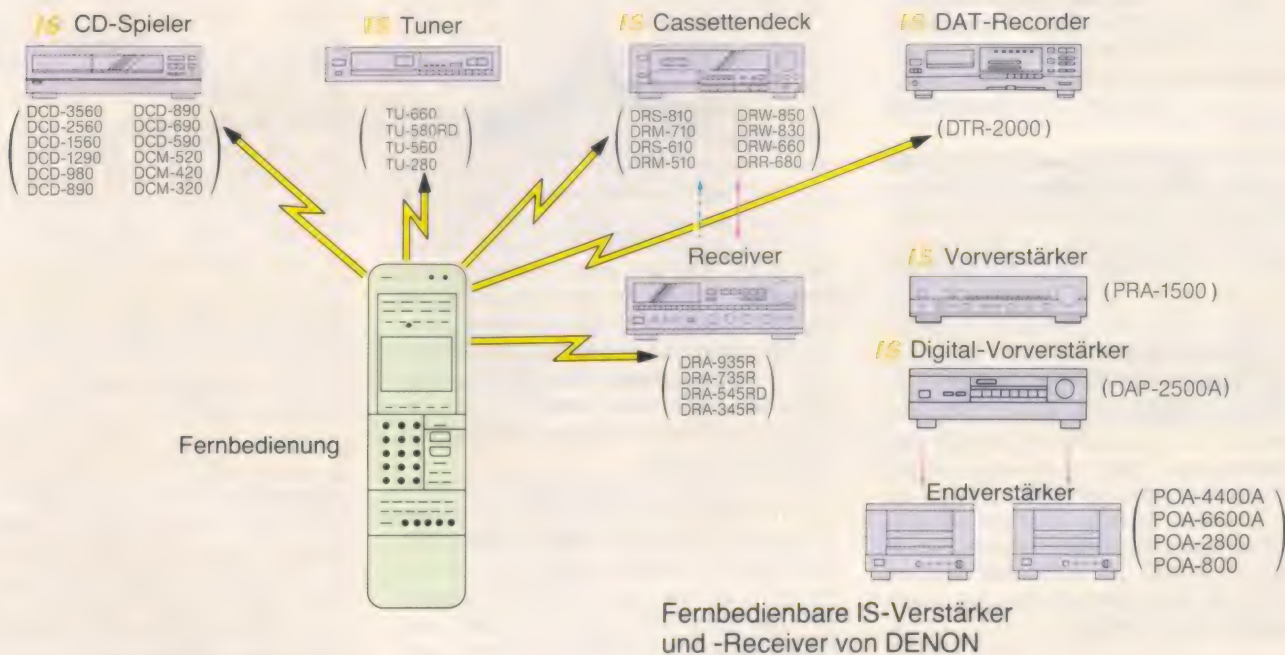 IS CD-Spieler
DCD-3560 DCD-890
DCD-2560 DCD-690
DCD-1560 DCD-590
DCD-1290 DCM-520
DCD-980 DCM-420
DCD-890 DCM-320
IS Tuner
TU-660
TU-580RD
TU-560
TU-280
IS Cassettendeck
DRS-810 DRW-850
DRM-710 DRW-830
DRS-610 DRW-660
DRM-510 DRR-680
IS DAT-Recorder
(DTR-2000)
Receiver
DRA-935R
DRA-735R
DRA-545RD
DRA-345R
IS Vorverstärker
(PRA-1500)
IS Digital-Vorverstärker
(DAP-2500A)
Endverstärker
POA-4400A
POA-6600A
POA-2800
POA-800
Fernbedienung
Fernbedienbare IS-Verstärker
und -Receiver von DENON